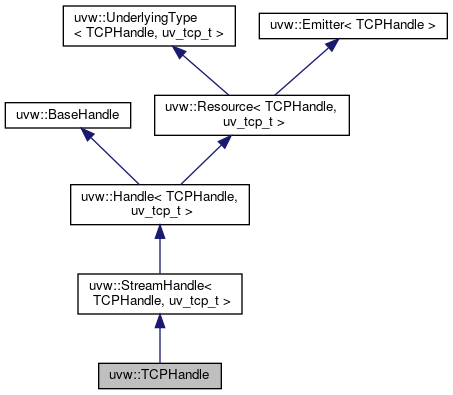 uvw::UnderlyingType
< TCPHandle, uv_tcp_t >
uvw::Emitter< TCPHandle >
uvw::BaseHandle
uvw::Resource< TCPHandle,
uv_tcp_t >
uvw::Handle< TCPHandle,
uv_tcp_t >
uvw::StreamHandle<
TCPHandle, uv_tcp_t >
uvw::TCPHandle